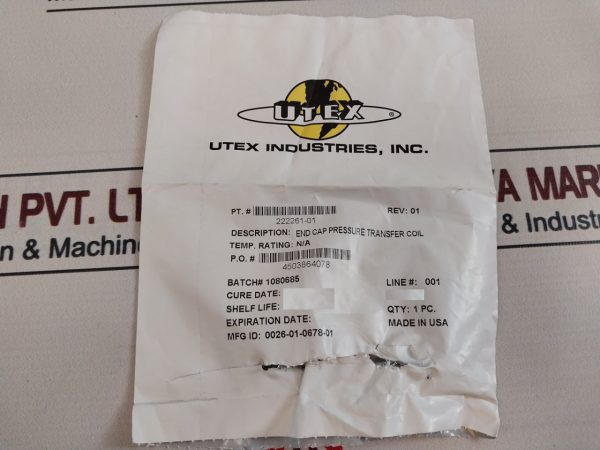 UTEX ®
UTEX INDUSTRIES, INC.
PT. # 222261-01 REV: 01
DESCRIPTION: END CAP PRESSURE TRANSFER COIL
TEMP. RATING: N/A
P.O. # 4503864078
BATCH# 1080685 LINE #: 001
CURE DATE:
SHELF LIFE: QTY: 1 PC.
EXPIRATION DATE: MADE IN USA
MFG ID: 0026-01-0678-01
H PVT. LT
A MAR
n & Machin
& Indust